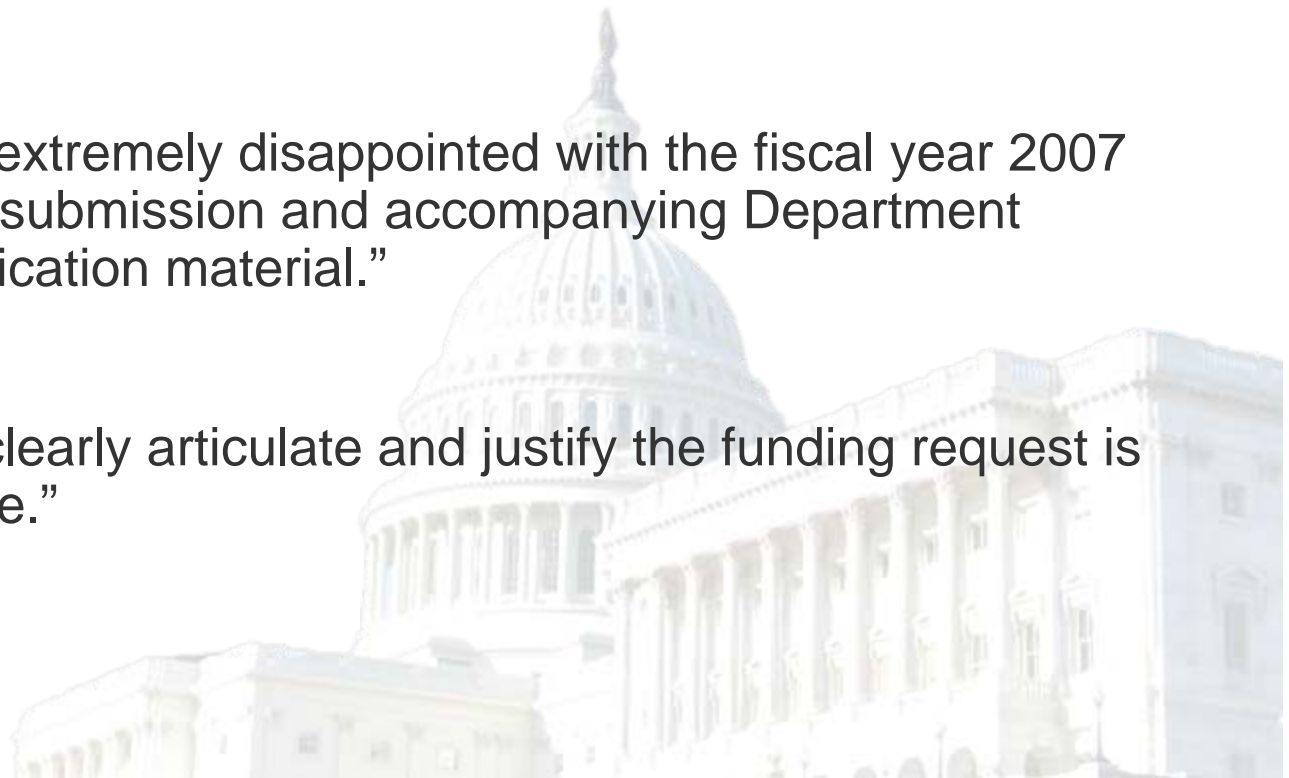 extremely disappointed with the fiscal year 2007
submission and accompanying Department
ication material.”
clearly articulate and justify the funding request is
e.”